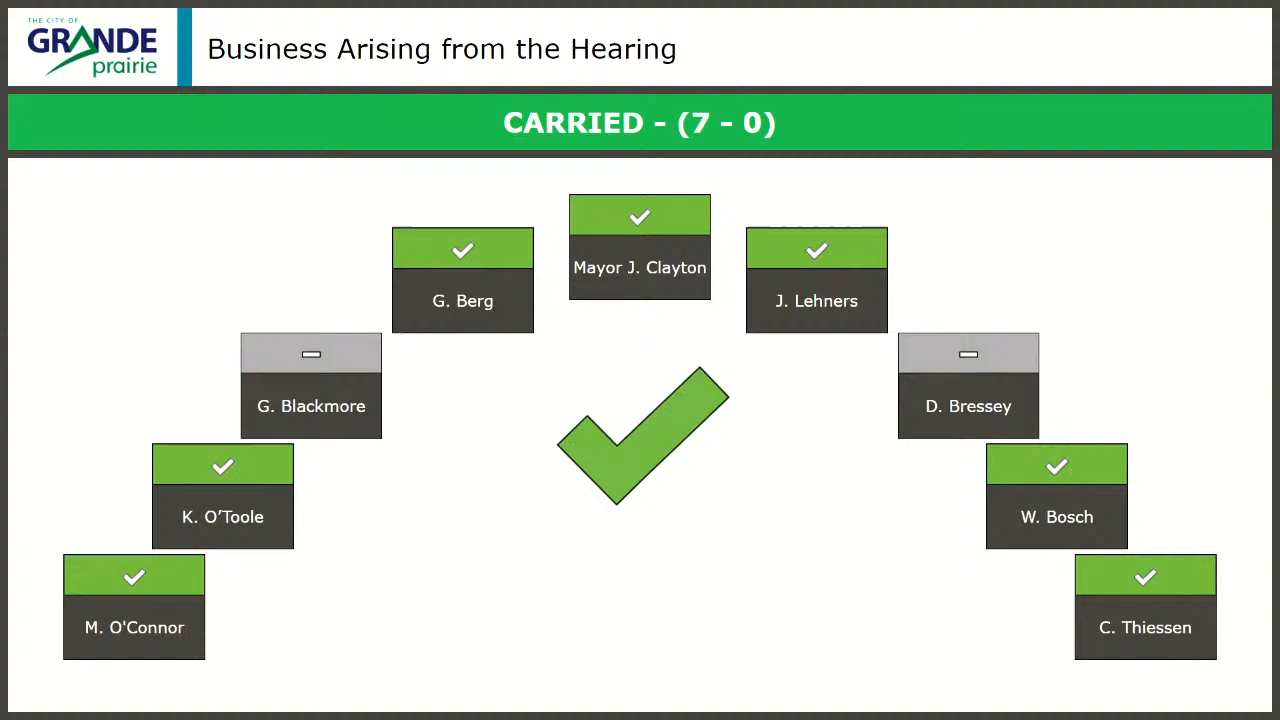 THE CITY OF
GRANDE
prairie
Business Arising from the Hearing
CARRIED - (7 - 0)
Mayor J. Clayton
G. Berg
J. Lehners
G. Blackmore
D. Bressey
K. O’Toole
W. Bosch
M. O'Connor
C. Thiessen